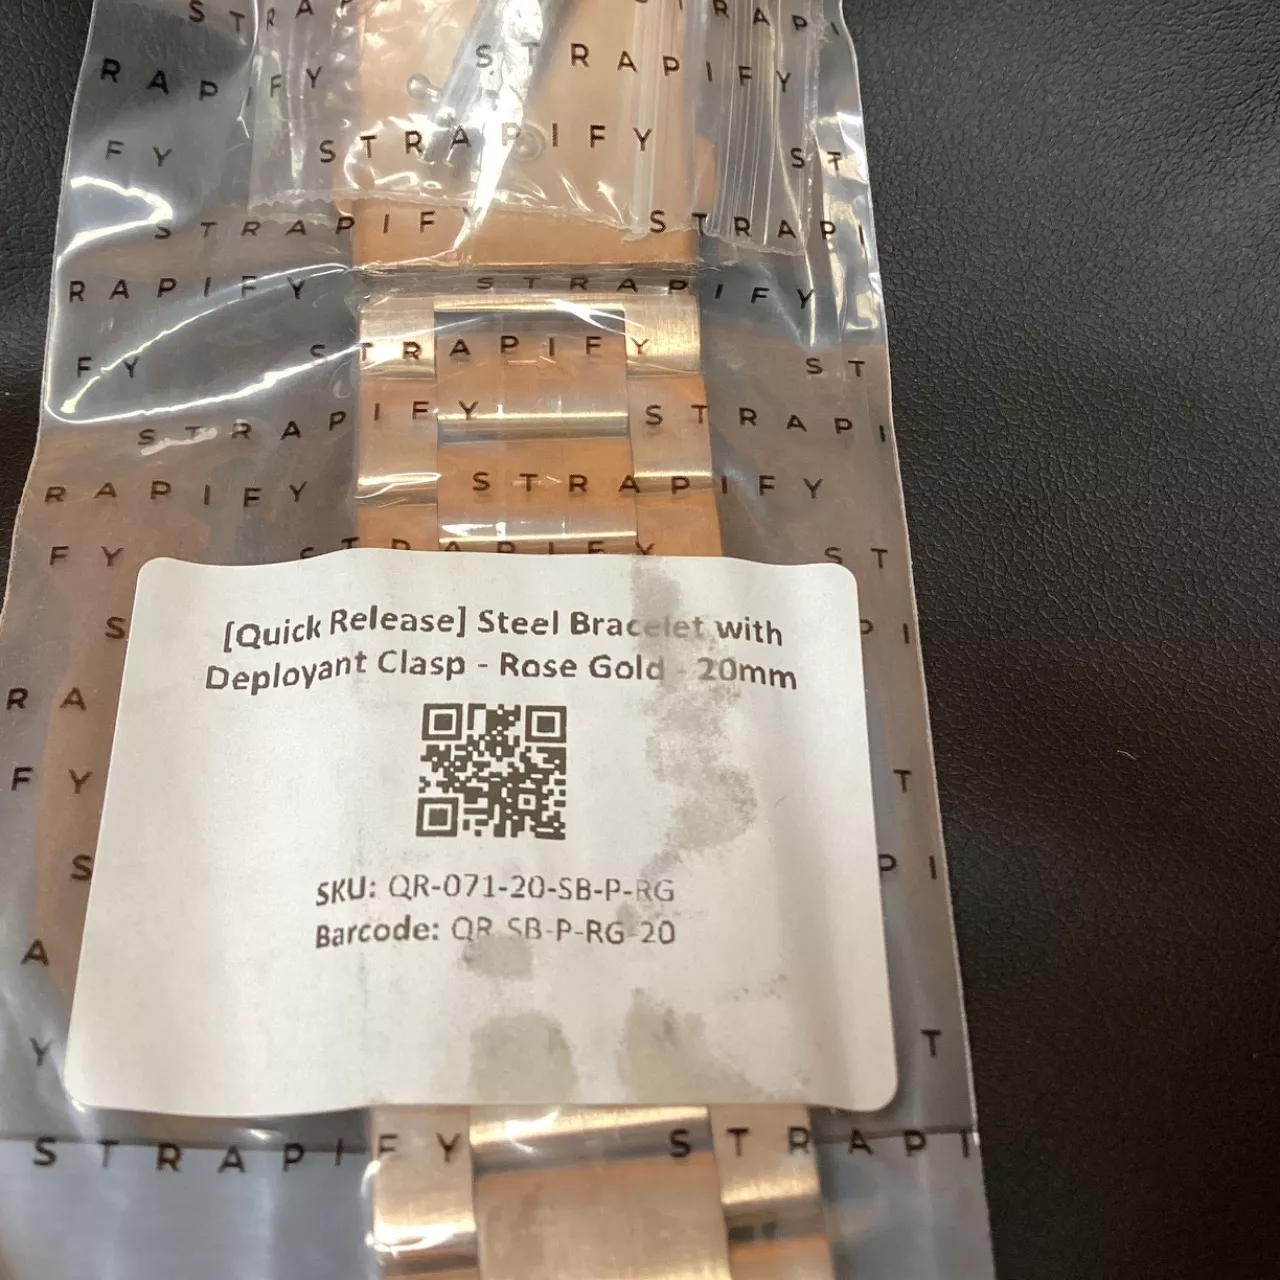 S T R A P I R A P I
R A P I F Y S T R A P I F Y
F Y S T R A P I F Y S T
S T R A P I F Y S T R A P I
R A P I F Y S T R A P I F Y
F Y S T R A P I F Y S T
S T R A P I F Y S T R A P I
R A P I F Y S T R A P I F Y
F Y S T R A P I F Y S T
S P I
[Quick Release] Steel Bracelet with
Deployant Clasp - Rose Gold - 20mm
R A
F Y T
SKU: QR-071-20-SB-P-RG
S P I
Barcode: QR-SB-P-RG-20
A
Y T
S T R A P I F Y S T R A P I